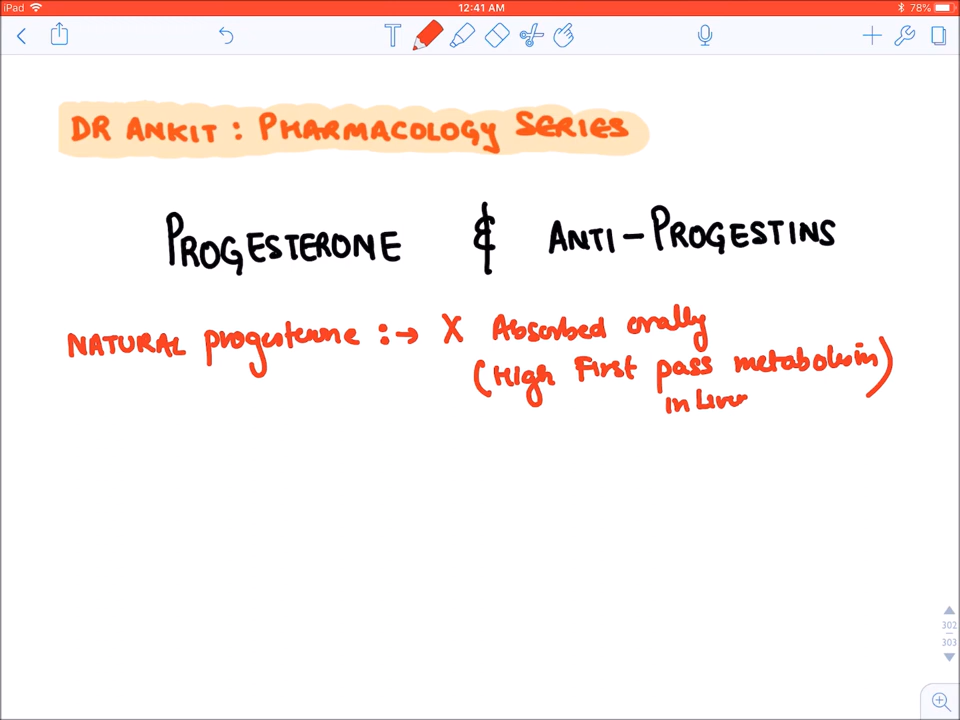 iPad 12:41 AM 78%
T
DR ANKIT : PHARMACOLOGY SERIES
PROGESTERONE & ANTI-PROGESTINS
NATURAL progesterone :→ X Absorbed orally
(High First pass metabolism)
in Liver
302
303